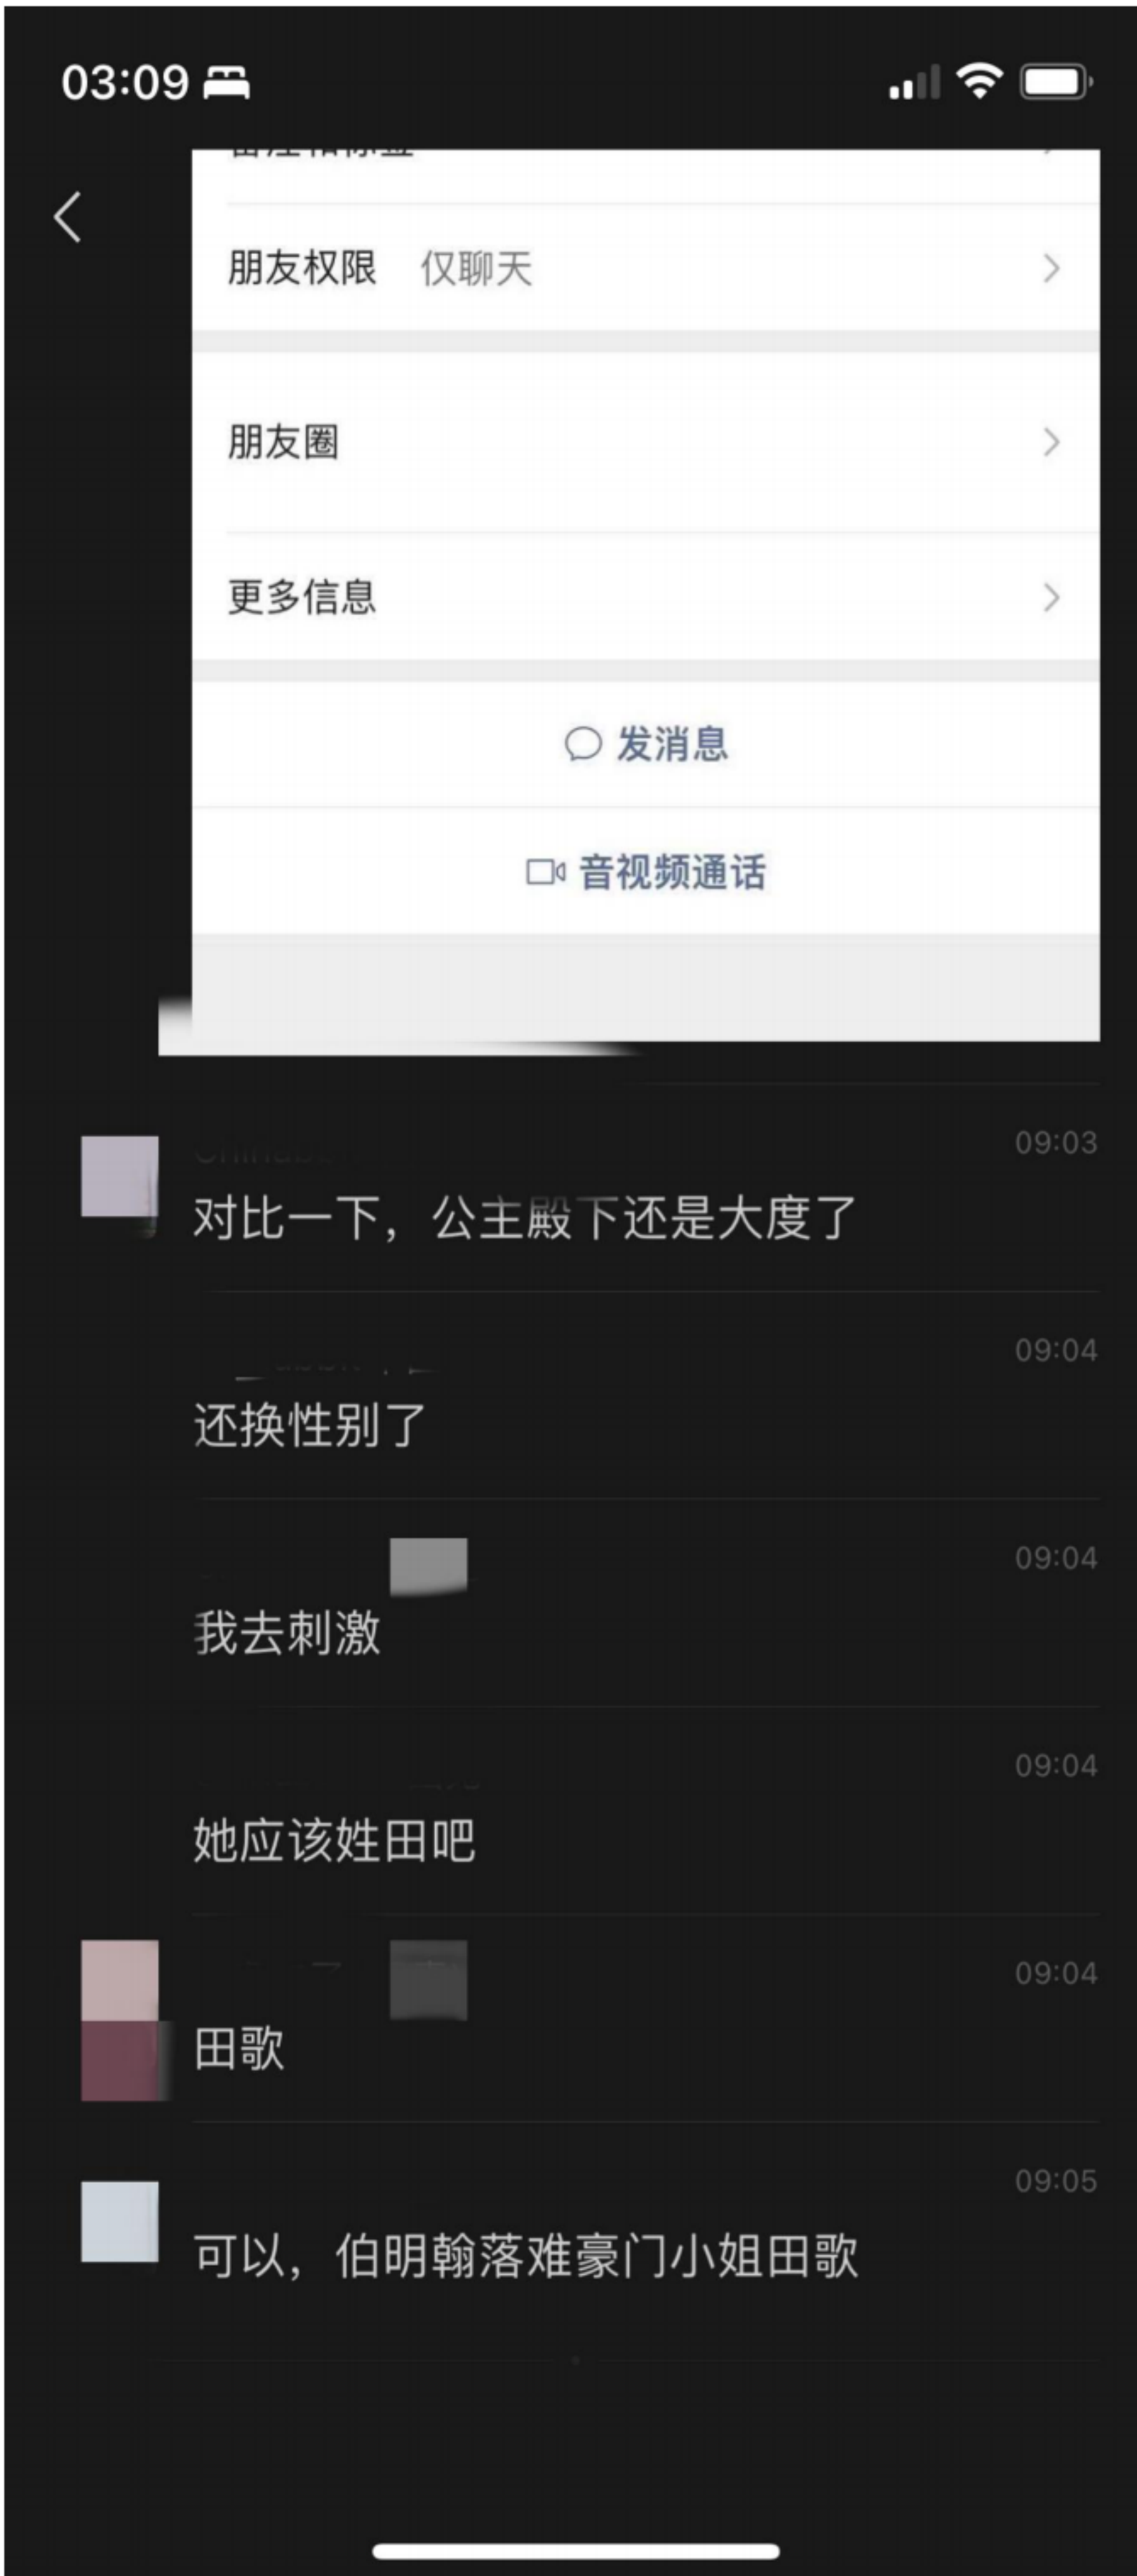 03:09
朋友权限 仅聊天
朋友圈
更多信息
发消息
音视频通话
09:03
对比一下，公主殿下还是大度了
09:04
还换性别了
09:04
我去刺激
09:04
她应该姓田吧
09:04
田歌
09:05
可以，伯明翰落难豪门小姐田歌